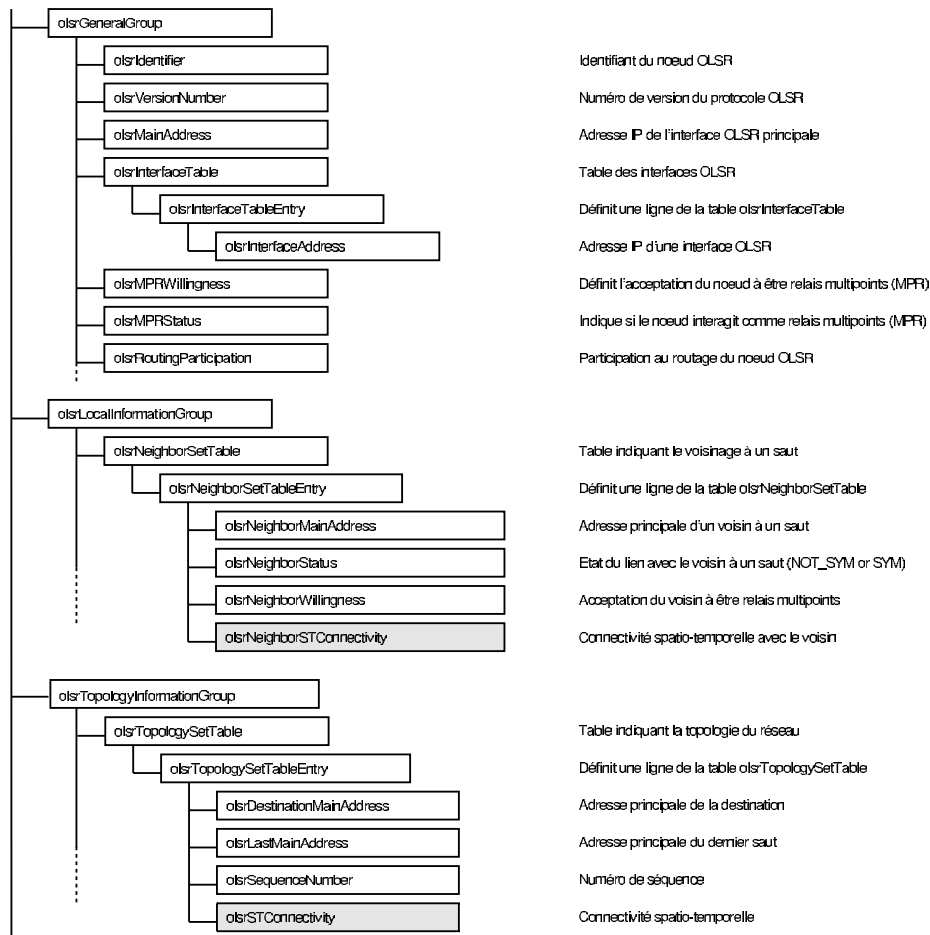 olsrGeneralGroup
olsrIdentifier Identifiant du noeud OLSR
olsrVersionNumber Numéro de version du protocole OLSR
olsrMainAddress Adresse IP de l'interface OLSR principale
olsrInterfaceTable Table des interfaces OLSR
olsrInterfaceTableEntry Définit une ligne de la table olsrInterfaceTable
olsrInterfaceAddress Adresse IP d'une interface OLSR
olsrMPRWillingness Définit l'acceptation du noeud à être relais multipoints (MPR)
olsrMPRStatus Indique si le noeud interagit comme relais multipoints (MPR)
olsrRoutingParticipation Participation au routage du noeud OLSR
olsrLocalInformationGroup
olsrNeighborSetTable Table indiquant le voisinage à un saut
olsrNeighborSetTableEntry Définit une ligne de la table olsrNeighborSetTable
olsrNeighborMainAddress Adresse principale d'un voisin à un saut
olsrNeighborStatus Etat du lien avec le voisin à un saut (NOT_SYM or SYM)
olsrNeighborWillingness Acceptation du voisin à être relais multipoints
olsrNeighborSTConnectivity Connectivité spatio-temporelle avec le voisin
olsrTopologyInformationGroup
olsrTopologySetTable Table indiquant la topologie du réseau
olsrTopologySetTableEntry Définit une ligne de la table olsrTopologySetTable
olsrDestinationMainAddress Adresse principale de la destination
olsrLastMainAddress Adresse principale du dernier saut
olsrSequenceNumber Numéro de séquence
olsrSTConnectivity Connectivité spatio-temporelle